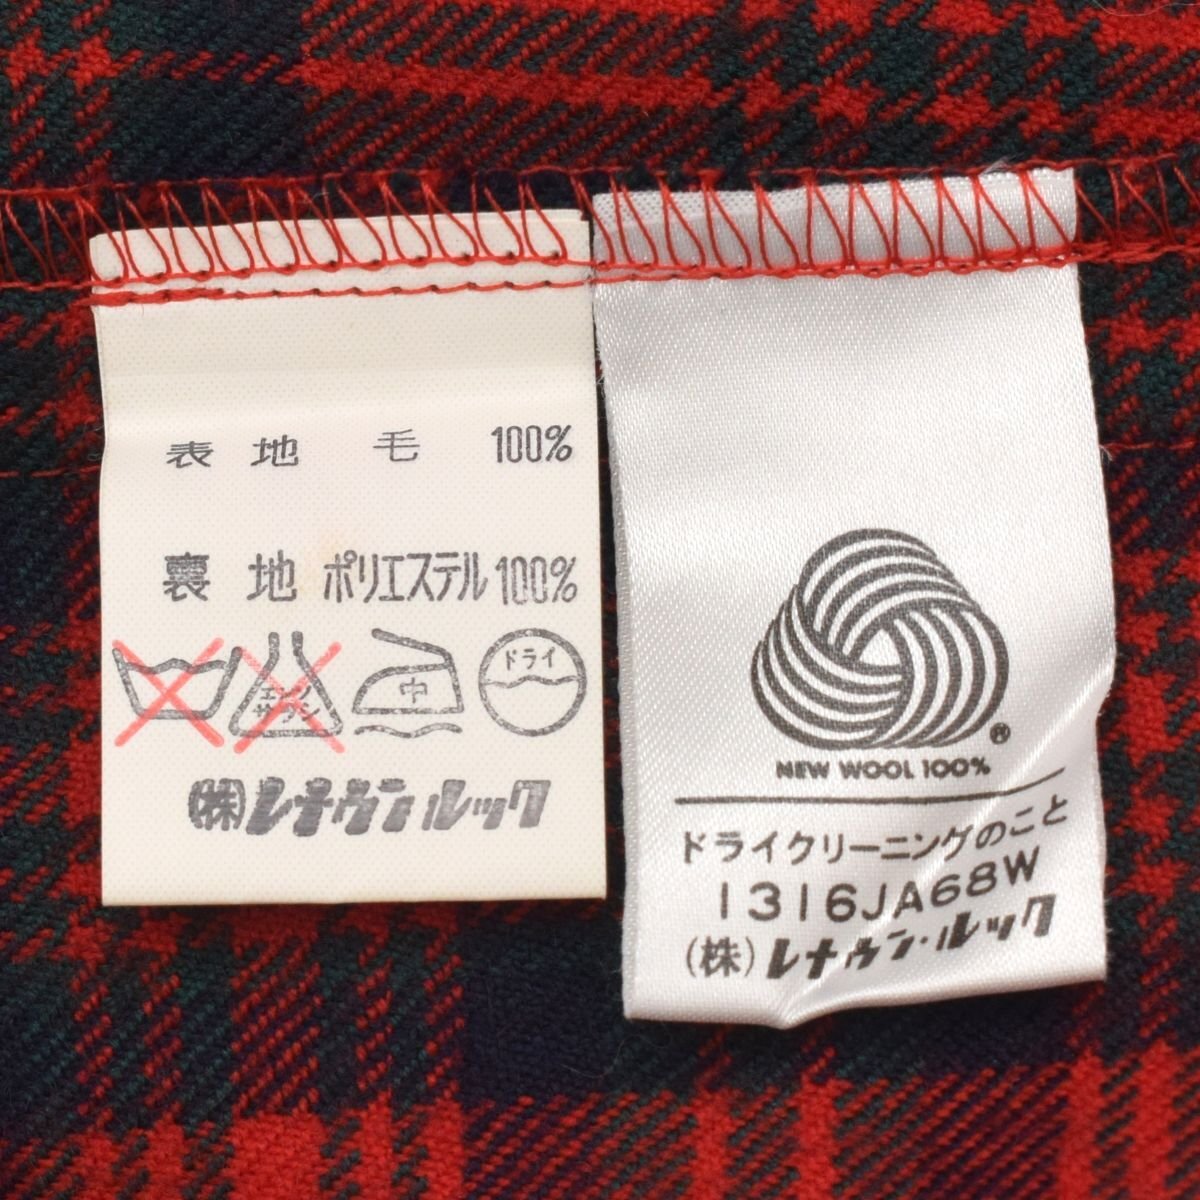 表地 毛 100%
裏地 ポリエステル 100%
エンソ
サラシ
中
ドライ
(株)レナウンルック
®
NEW WOOL 100%
ドライクリーニングのこと
1316JA68W
(株)レナウン・ルック